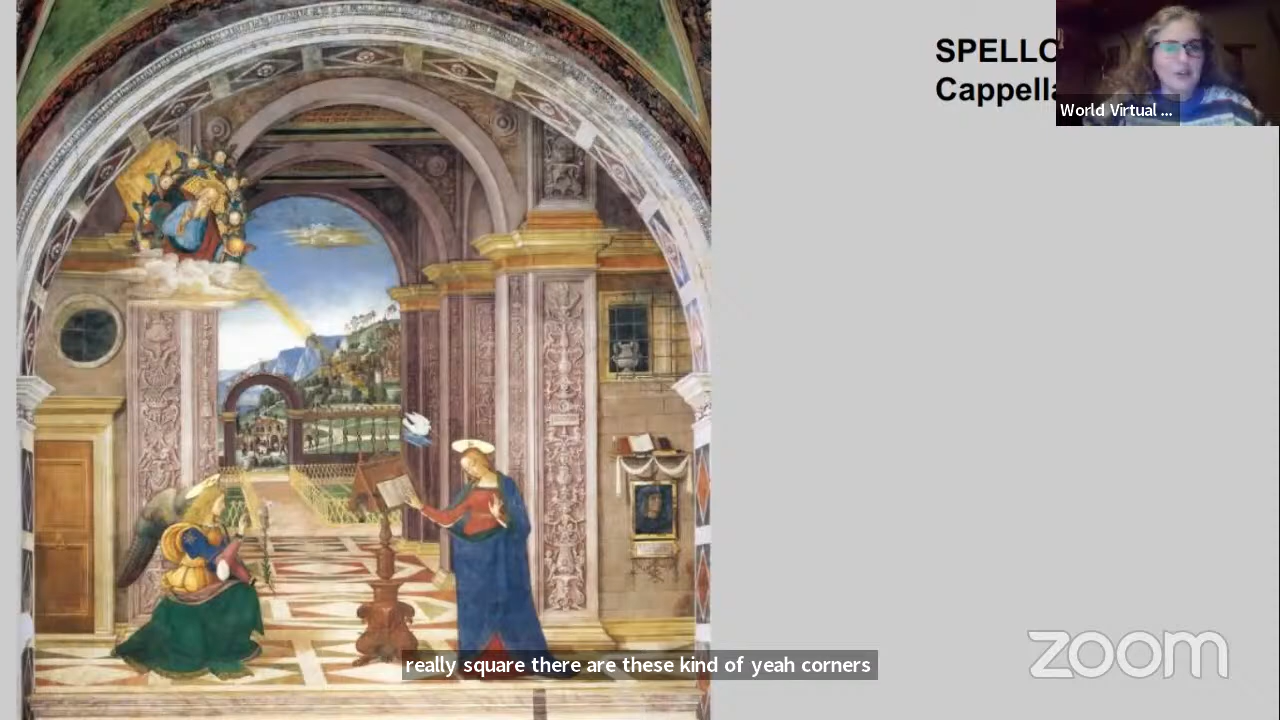 SPELLO
Cappella
World Virtual ...
really square there are these kind of yeah corners
zoom